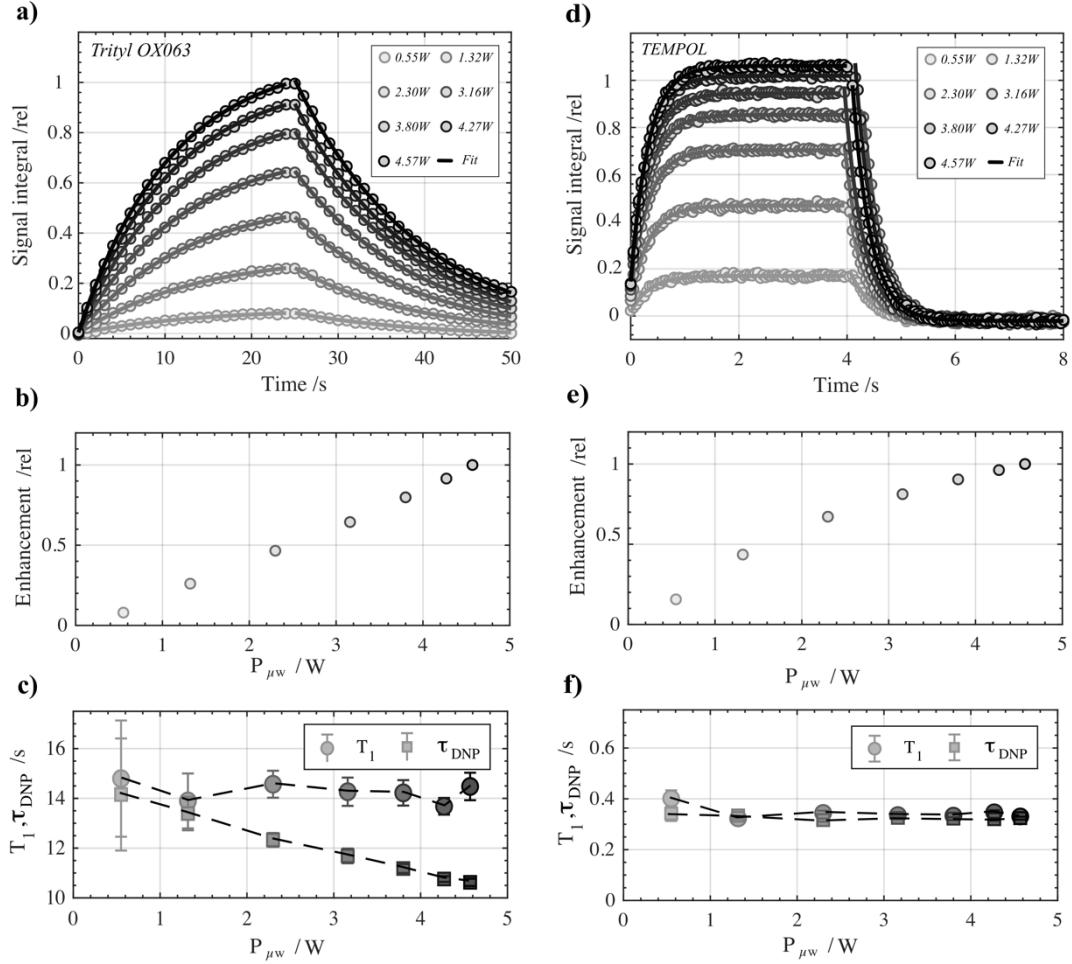 a)
Trityl OX063
0.55W 1.32W
2.30W 3.16W
3.80W 4.27W
4.57W Fit
1
0.8
0.6
0.4
0.2
0
Signal integral /rel
0 10 20 30 40 50
Time /s
b)
1
0.5
0
Enhancement /rel
0 1 2 3 4 5
P μw / W
c)
T1 τDNP
16
14
12
10
T1 , τDNP /s
0 1 2 3 4 5
P μw / W
d)
TEMPOL
0.55W 1.32W
2.30W 3.16W
3.80W 4.27W
4.57W Fit
1
0.8
0.6
0.4
0.2
0
Signal integral /rel
0 2 4 6 8
Time /s
e)
1
0.5
0
Enhancement /rel
0 1 2 3 4 5
P μw / W
f)
T1 τDNP
0.6
0.4
0.2
0
T1 , τDNP /s
0 1 2 3 4 5
P μw / W